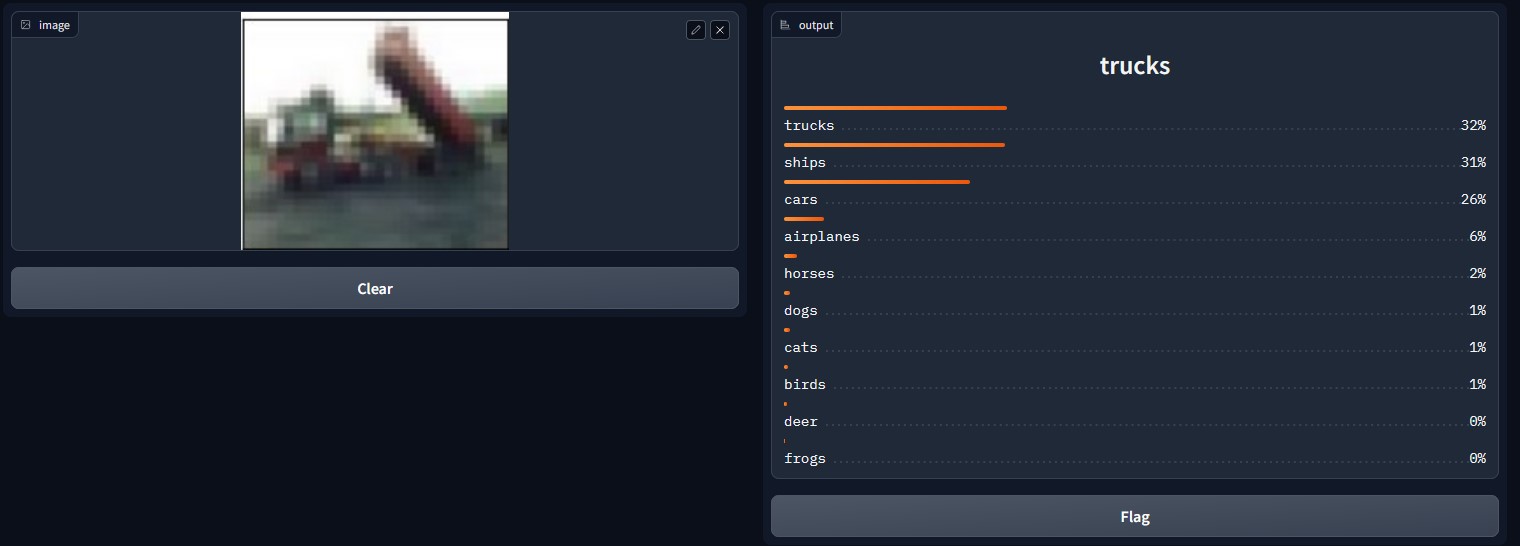 image
Clear
output
trucks
trucks 32%
ships 31%
cars 26%
airplanes 6%
horses 2%
dogs 1%
cats 1%
birds 1%
deer 0%
frogs 0%
Flag